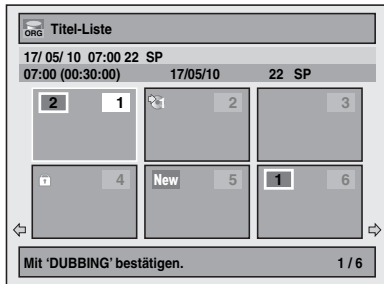 ORG Titel-Liste
17/ 05/ 10 07:00 22 SP
07:00 (00:30:00) 17/05/10 22 SP
2 1 1 2 3
4 New 5 1 6
Mit 'DUBBING' bestätigen. 1 / 6